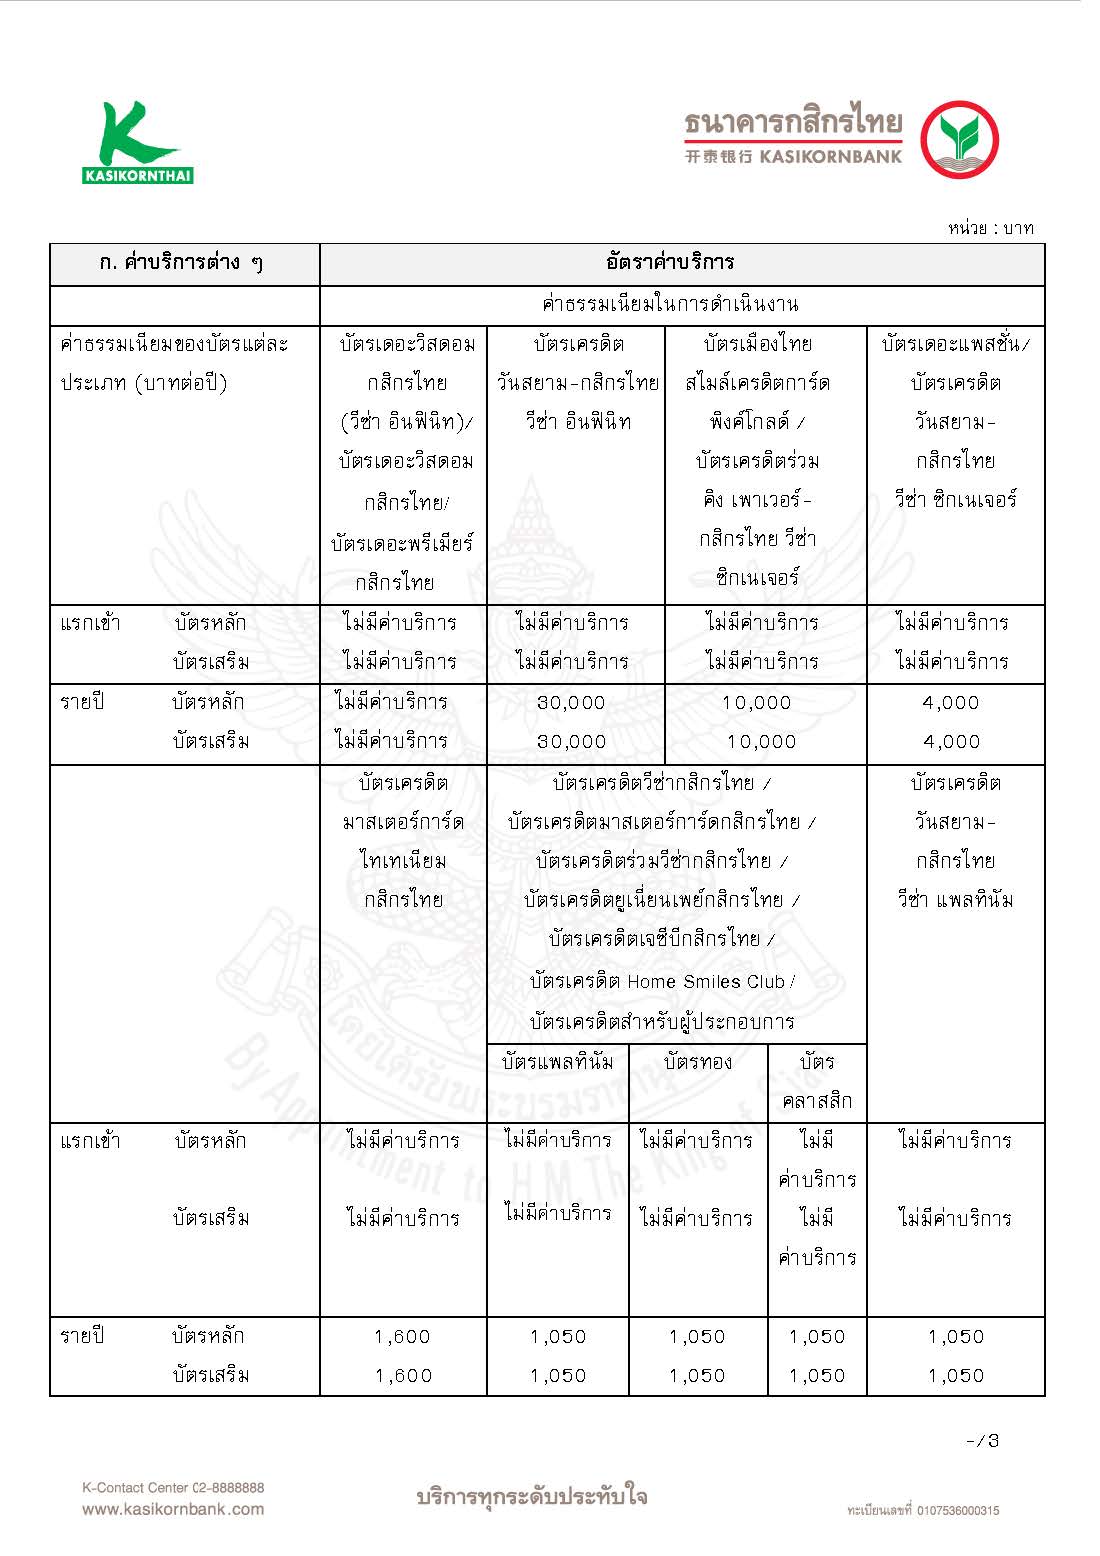 KASIKORNTHAI
ธนาคารกสิกรไทย
开泰银行 KASIKORNBANK
หน่วย : บาท
ก. ค่าบริการต่าง ๆ
อัตราค่าบริการ
ค่าธรรมเนียมในการดำเนินงาน
ค่าธรรมเนียมของบัตรแต่ละ
ประเภท (บาทต่อปี)
บัตรเดอะวิสดอม
กสิกรไทย
(วีซ่า อินฟินิท)/
บัตรเดอะวิสดอม
กสิกรไทย/
บัตรเดอะพรีเมียร์
กสิกรไทย
บัตรเครดิต
วันสยาม-กสิกรไทย
วีซ่า อินฟินิท
บัตรเมืองไทย
สไมล์เครดิตการ์ด
พิงค์โกลด์ /
บัตรเครดิตร่วม
คิง เพาเวอร์-
กสิกรไทย วีซ่า
ซิกเนเจอร์
บัตรเดอะแพสชั่น/
บัตรเครดิต
วันสยาม-
กสิกรไทย
วีซ่า ซิกเนเจอร์
แรกเข้า บัตรหลัก ไม่มีค่าบริการ ไม่มีค่าบริการ ไม่มีค่าบริการ ไม่มีค่าบริการ
บัตรเสริม ไม่มีค่าบริการ ไม่มีค่าบริการ ไม่มีค่าบริการ ไม่มีค่าบริการ
รายปี บัตรหลัก ไม่มีค่าบริการ 30,000 10,000 4,000
บัตรเสริม ไม่มีค่าบริการ 30,000 10,000 4,000
บัตรเครดิต
มาสเตอร์การ์ด
ไทเทเนียม
กสิกรไทย
บัตรเครดิตวีซ่ากสิกรไทย /
บัตรเครดิตมาสเตอร์การ์ดกสิกรไทย /
บัตรเครดิตร่วมวีซ่ากสิกรไทย /
บัตรเครดิตยูเนี่ยนเพย์กสิกรไทย /
บัตรเครดิตเจซีบีกสิกรไทย /
บัตรเครดิต Home Smiles Club /
บัตรเครดิตสำหรับผู้ประกอบการ
บัตรเครดิต
วันสยาม-
กสิกรไทย
วีซ่า แพลทินัม
บัตรแพลทินัม
บัตรทอง
บัตร
คลาสสิก
แรกเข้า บัตรหลัก ไม่มีค่าบริการ ไม่มีค่าบริการ ไม่มีค่าบริการ ไม่มี ไม่มีค่าบริการ
ค่าบริการ
บัตรเสริม ไม่มีค่าบริการ ไม่มีค่าบริการ ไม่มีค่าบริการ ไม่มี ไม่มีค่าบริการ
ค่าบริการ
รายปี บัตรหลัก 1,600 1,050 1,050 1,050 1,050
บัตรเสริม 1,600 1,050 1,050 1,050 1,050
โดยได้รับพระบรมราชานุ
By Appointment to H.M.The King of Sia
-/3
K-Contact Center 02-8888888
www.kasikornbank.com
บริการทุกระดับประทับใจ
ทะเบียนเลขที่ 0107536000315